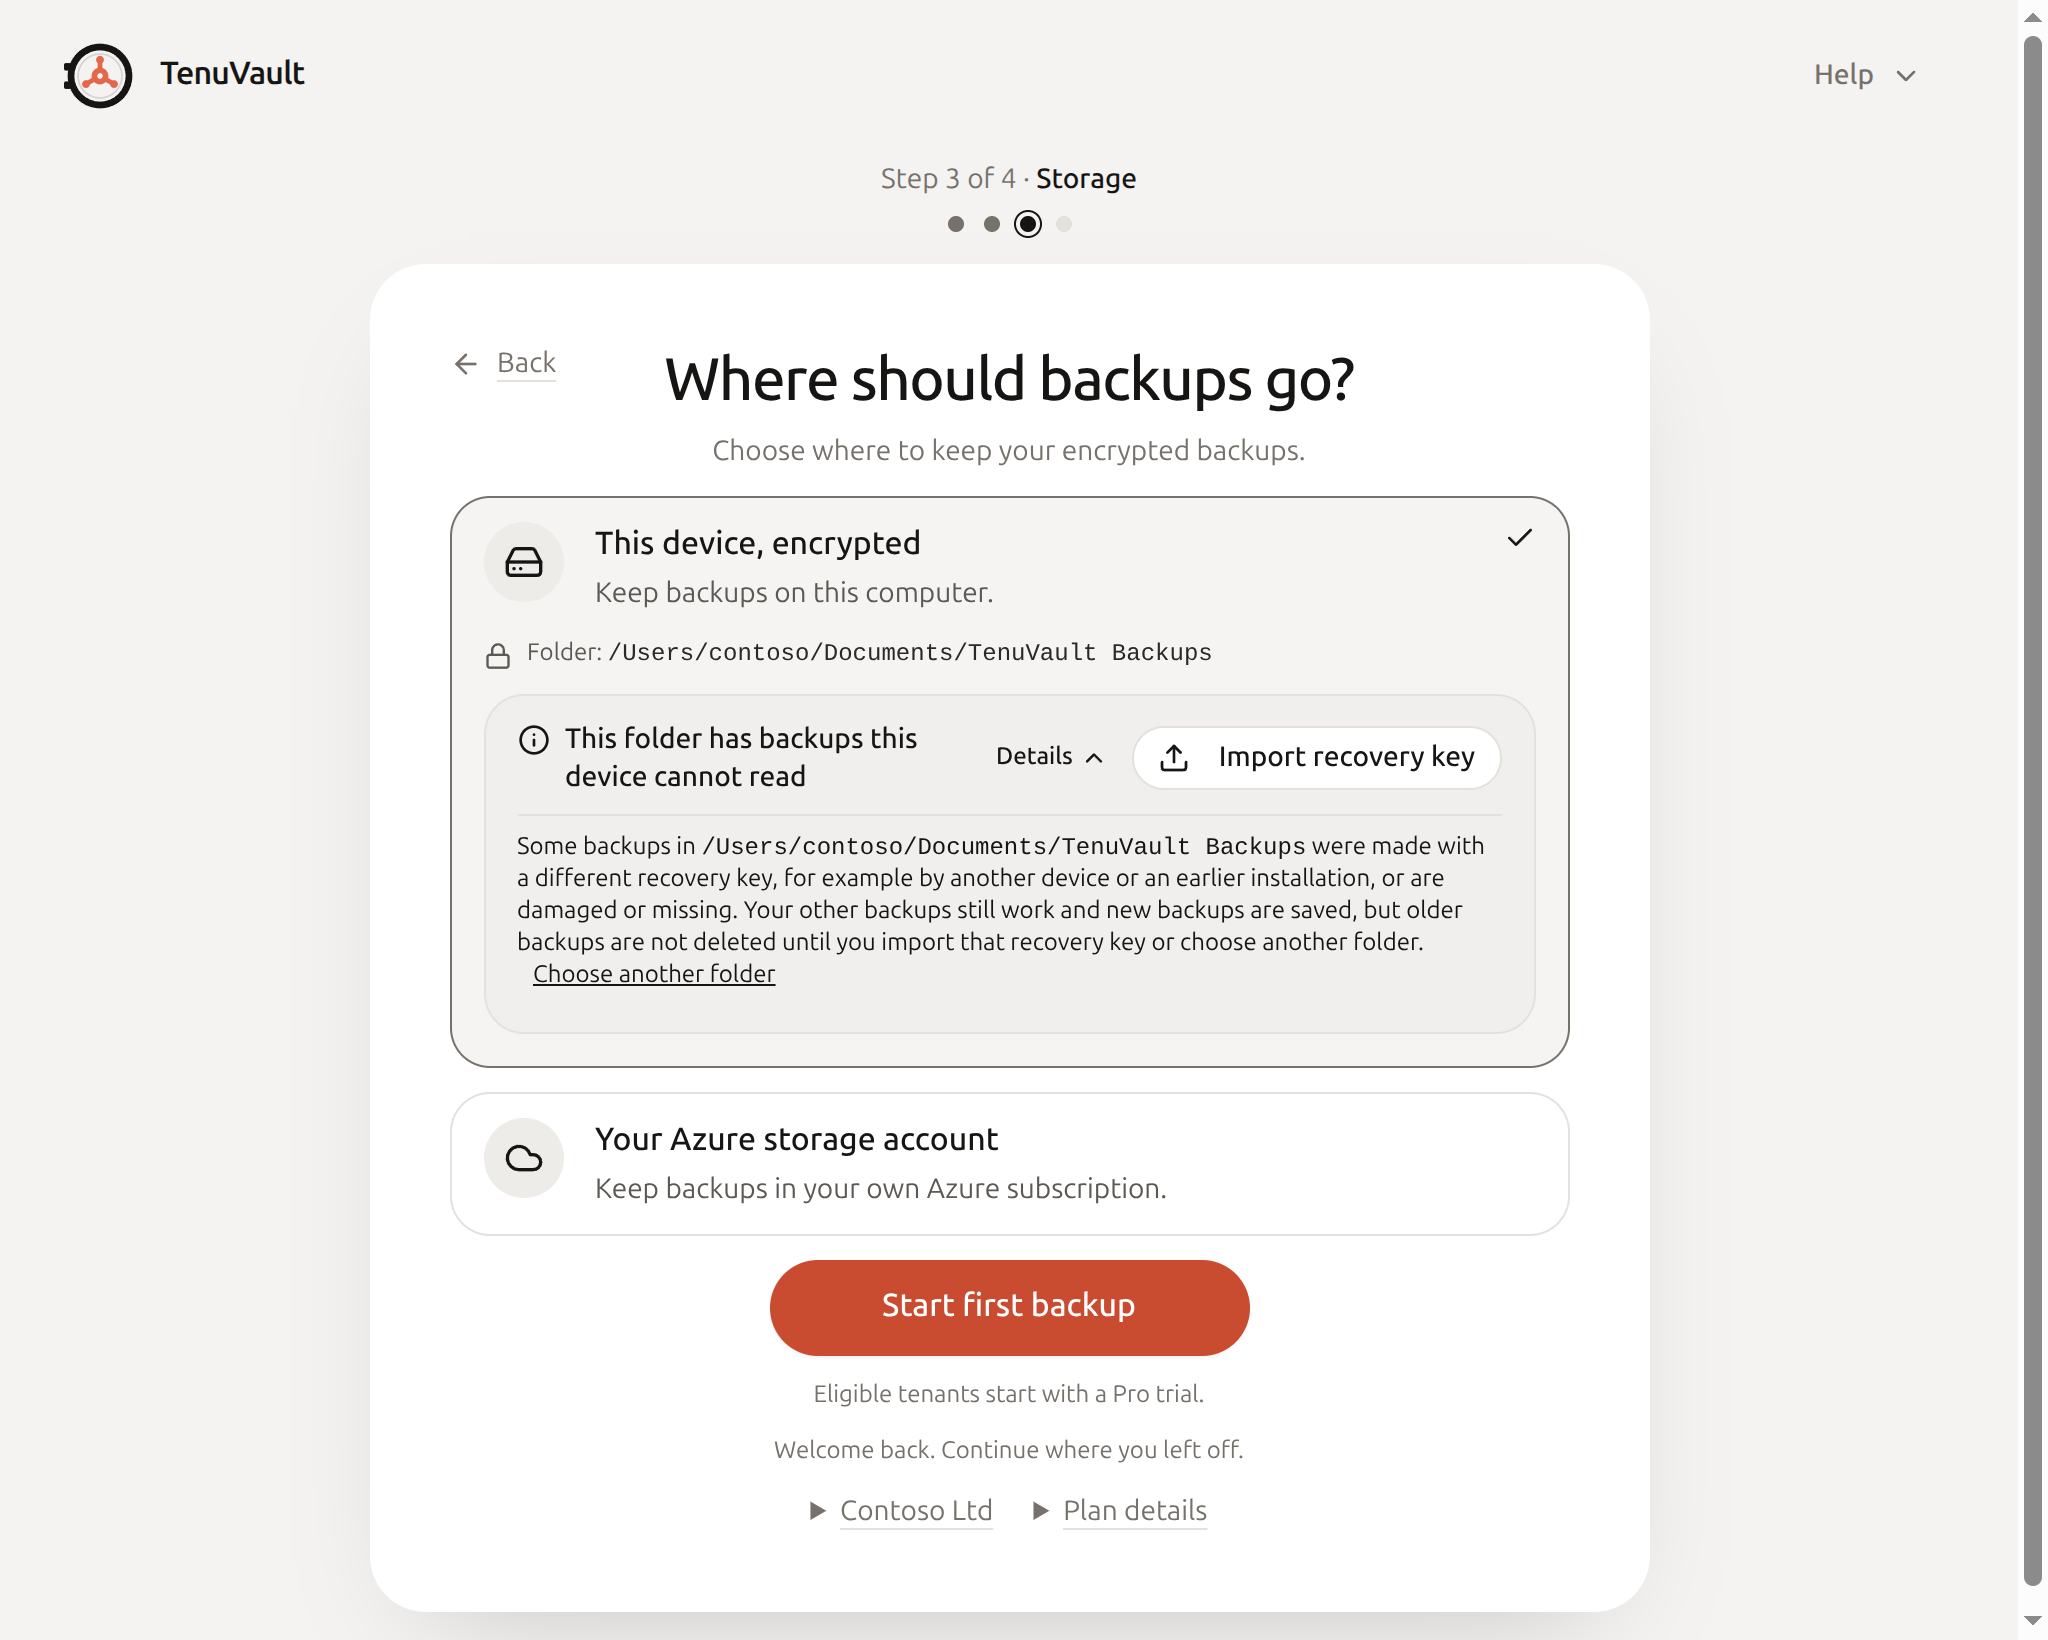 TenuVault
Help
Step 3 of 4 · Storage
Back
Where should backups go?
Choose where to keep your encrypted backups.
This device, encrypted
Keep backups on this computer.
Folder: /Users/contoso/Documents/TenuVault Backups
This folder has backups this
device cannot read
Details
Import recovery key
Some backups in /Users/contoso/Documents/TenuVault Backups were made with
a different recovery key, for example by another device or an earlier installation, or are
damaged or missing. Your other backups still work and new backups are saved, but older
backups are not deleted until you import that recovery key or choose another folder.
Choose another folder
Your Azure storage account
Keep backups in your own Azure subscription.
Start first backup
Eligible tenants start with a Pro trial.
Welcome back. Continue where you left off.
Contoso Ltd
Plan details